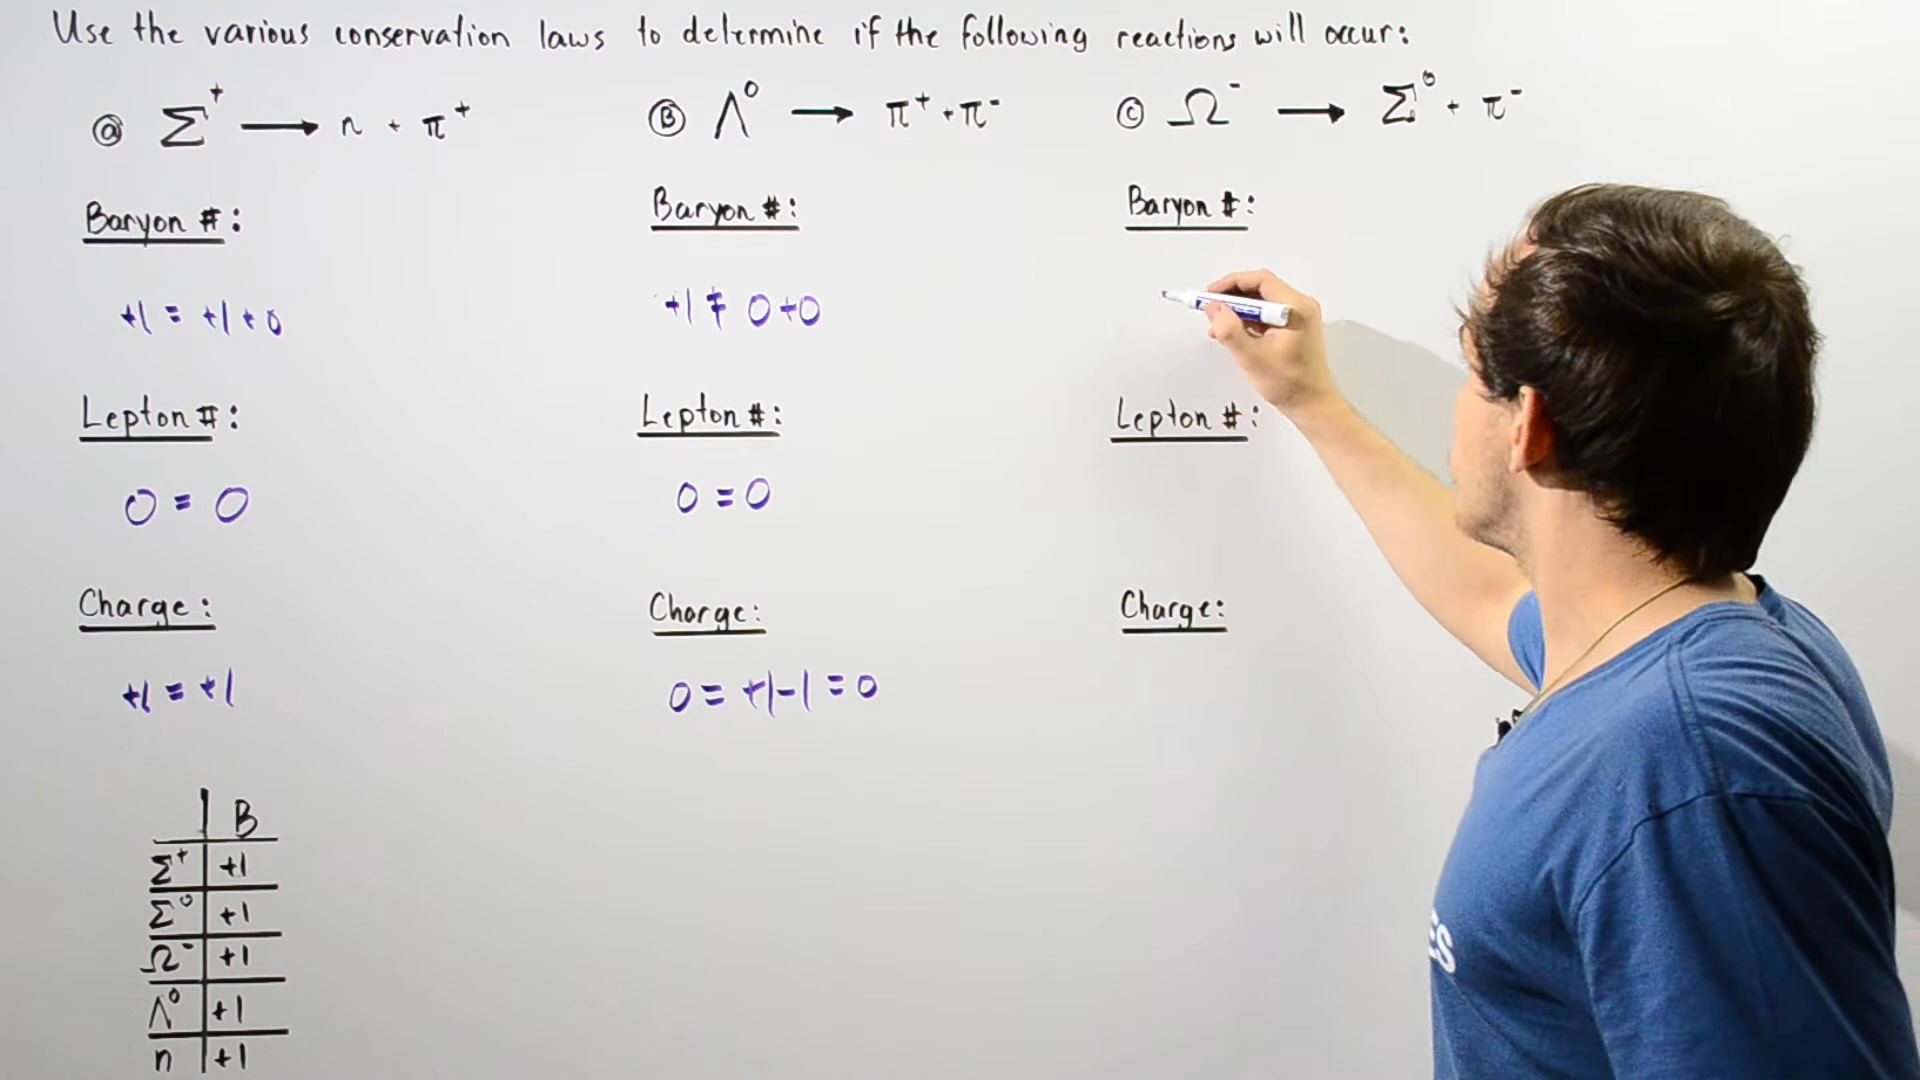 Use the various conservation laws to determine if the following reactions will occur:
ⓐ Σ⁺ → n + π⁺
Ⓑ Λ⁰ → π⁺ + π⁻
ⓒ Ω⁻ → Σ⁰ + π⁻
Baryon #:
+1 = +1 + 0
Lepton #:
0 = 0
Charge:
+1 = +1
Baryon #:
+1 ≠ 0 + 0
Lepton #:
0 = 0
Charge:
0 = +1 - 1 = 0
Baryon #:
Lepton #:
Charge:
B
Σ⁺ +1
Σ⁰ +1
Ω⁻ +1
Λ⁰ +1
n +1
ES